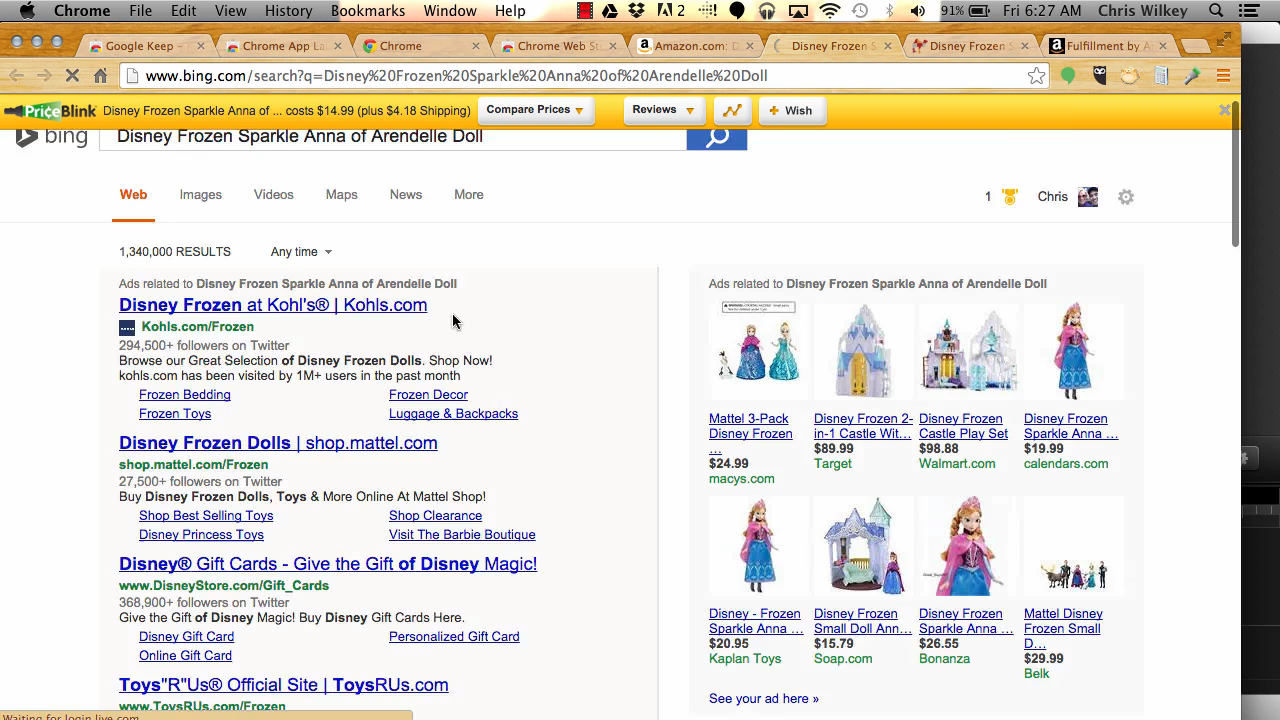 Chrome File Edit View History Bookmarks Window Help 2 91% Fri 6:27 AM Chris Wilkey
Google Keep - Chrome App La Chrome Chrome Web St Amazon.com: D Disney Frozen S Disney Frozen Fulfillment by A
www.bing.com/search?q=Disney%20Frozen%20Sparkle%20Anna%20of%20Arendelle%20Doll
PriceBlink Disney Frozen Sparkle Anna of ... costs $14.99 (plus $4.18 Shipping) Compare Prices Reviews + Wish
bing Disney Frozen Sparkle Anna of Arendelle Doll
Web Images Videos Maps News More
1 Chris
1,340,000 RESULTS Any time
Ads related to Disney Frozen Sparkle Anna of Arendelle Doll
Disney Frozen at Kohl's® | Kohls.com
Kohls.com/Frozen
294,500+ followers on Twitter
Browse our Great Selection of Disney Frozen Dolls. Shop Now!
kohls.com has been visited by 1M+ users in the past month
Frozen Bedding Frozen Decor
Frozen Toys Luggage & Backpacks
Disney Frozen Dolls | shop.mattel.com
shop.mattel.com/Frozen
27,500+ followers on Twitter
Buy Disney Frozen Dolls, Toys & More Online At Mattel Shop!
Shop Best Selling Toys Shop Clearance
Disney Princess Toys Visit The Barbie Boutique
Disney® Gift Cards - Give the Gift of Disney Magic!
www.DisneyStore.com/Gift_Cards
368,900+ followers on Twitter
Give the Gift of Disney Magic! Buy Disney Gift Cards Here.
Disney Gift Card Personalized Gift Card
Online Gift Card
Toys"R"Us® Official Site | ToysRUs.com
www.ToysRUs.com/Frozen
Ads related to Disney Frozen Sparkle Anna of Arendelle Doll
Mattel 3-Pack Disney Frozen 2- Disney Frozen Disney Frozen
Disney Frozen in-1 Castle Wit... Castle Play Set Sparkle Anna ...
... $89.99 $98.88 $19.99
$24.99 Target Walmart.com calendars.com
macys.com
Disney - Frozen Disney Frozen Disney Frozen Mattel Disney
Sparkle Anna ... Small Doll Ann... Sparkle Anna ... Frozen Small
$20.95 $15.79 $26.55 D...
Kaplan Toys Soap.com Bonanza $29.99
Belk
See your ad here »
Waiting for login.live.com